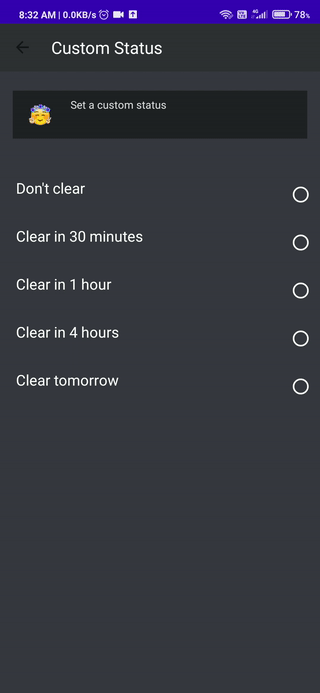 8:32 AM | 0.0KB/s
4G
78%
Custom Status
Set a custom status
Don't clear
Clear in 30 minutes
Clear in 1 hour
Clear in 4 hours
Clear tomorrow